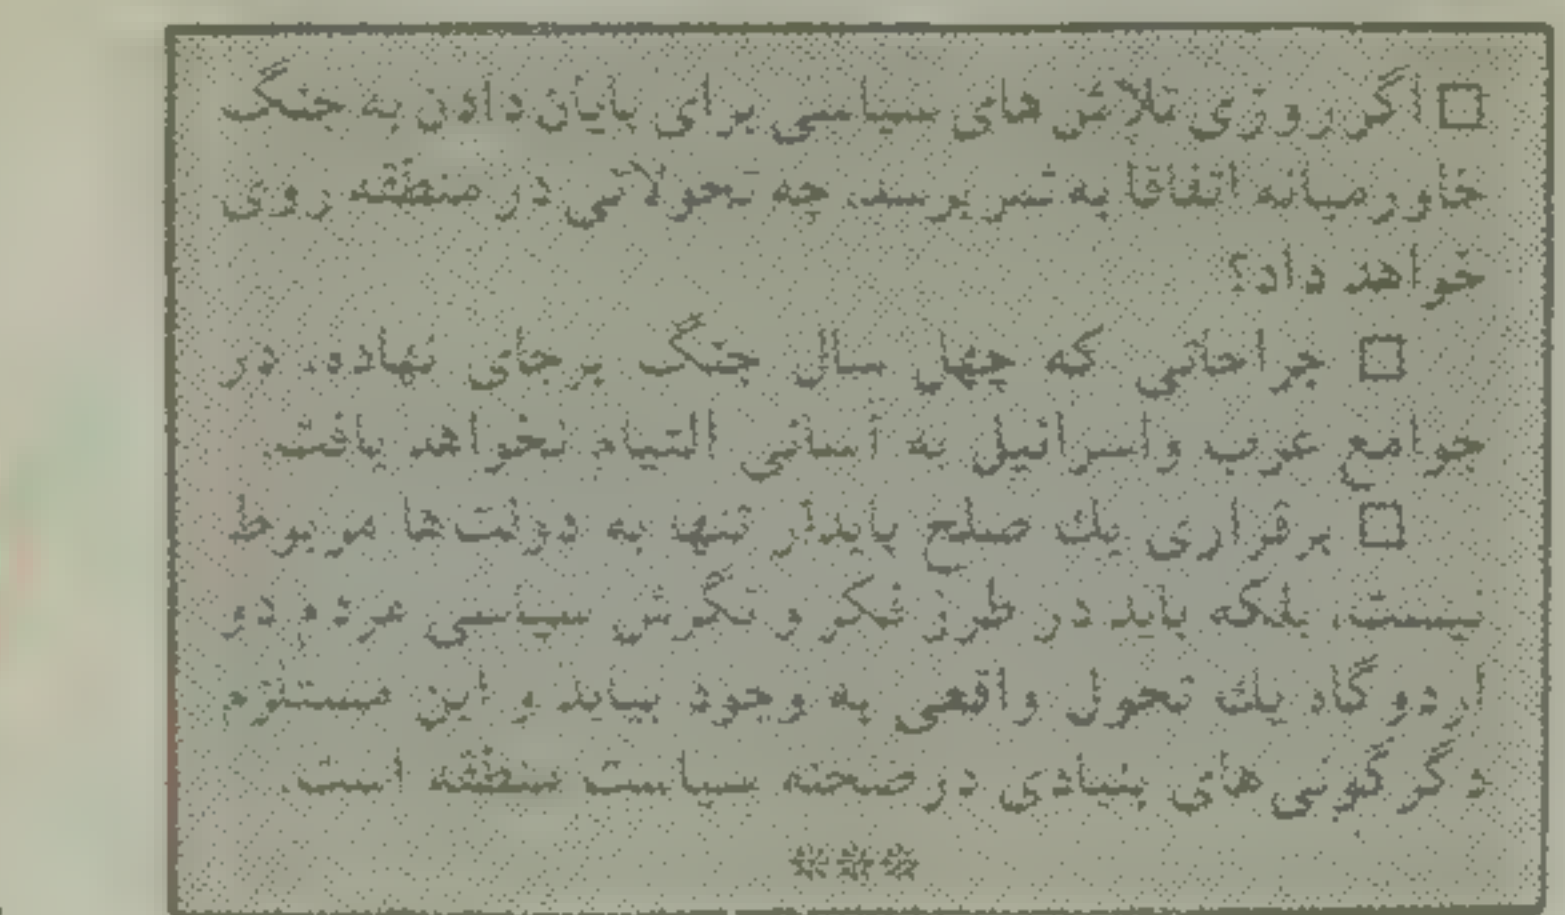 □ اگر روزی تلاش های سیاسی برای پایان دادن به جنگ
خاورمیانه اتفاقا به ثمر برسد، چه تحولاتی در منطقه روی
خواهد داد؟
□ جراحاتی که چهل سال جنگ برجای نهاده، در
جوامع عرب واسرائیل به آسانی التیام نخواهد یافت.
□ برقراری یك صلح پایدار تنها به دولت‌ها مربوط
نیست، بلکه باید در طرز فکر و نگرش سیاسی مردم دو
اردوگاه یك تحول واقعی به وجود بیاید و این مستلزم
دگرگونی های بنیادی درصحنه سیاست منطقه است.
***